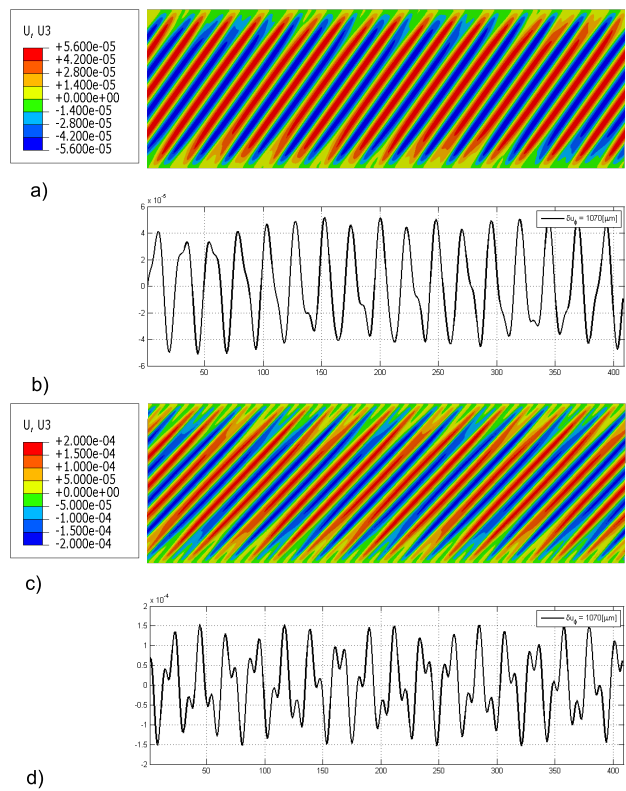 U, U3
+5.600e-05
+4.200e-05
+2.800e-05
+1.400e-05
+0.000e+00
-1.400e-05
-2.800e-05
-4.200e-05
-5.600e-05
a)
x 10⁻⁵
δu_ϕ = 1070[µm]
6
4
2
0
-2
-4
-6
50 100 150 200 250 300 350 400
b)
U, U3
+2.000e-04
+1.500e-04
+1.000e-04
+5.000e-05
+0.000e+00
-5.000e-05
-1.000e-04
-1.500e-04
-2.000e-04
c)
x 10⁻⁴
δu_ϕ = 1070[µm]
2
1.5
1
0.5
0
-0.5
-1
-1.5
-2
50 100 150 200 250 300 350 400
d)